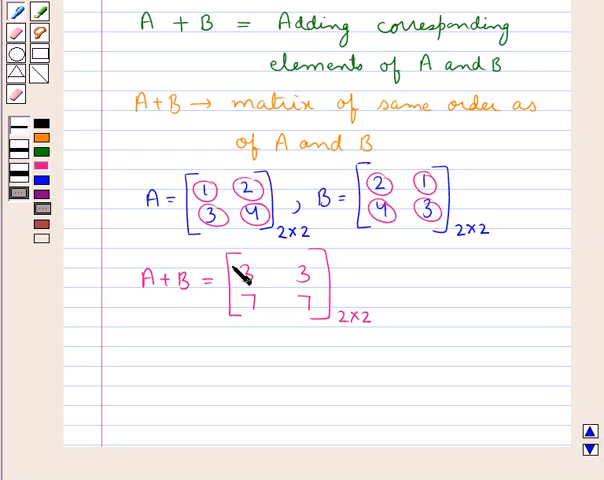 A + B = Adding corresponding
elements of A and B
A+B → matrix of same order as
of A and B
A = [1 2
3 4] 2×2 , B = [2 1
4 3] 2×2
A+B = [3 3
7 7] 2×2